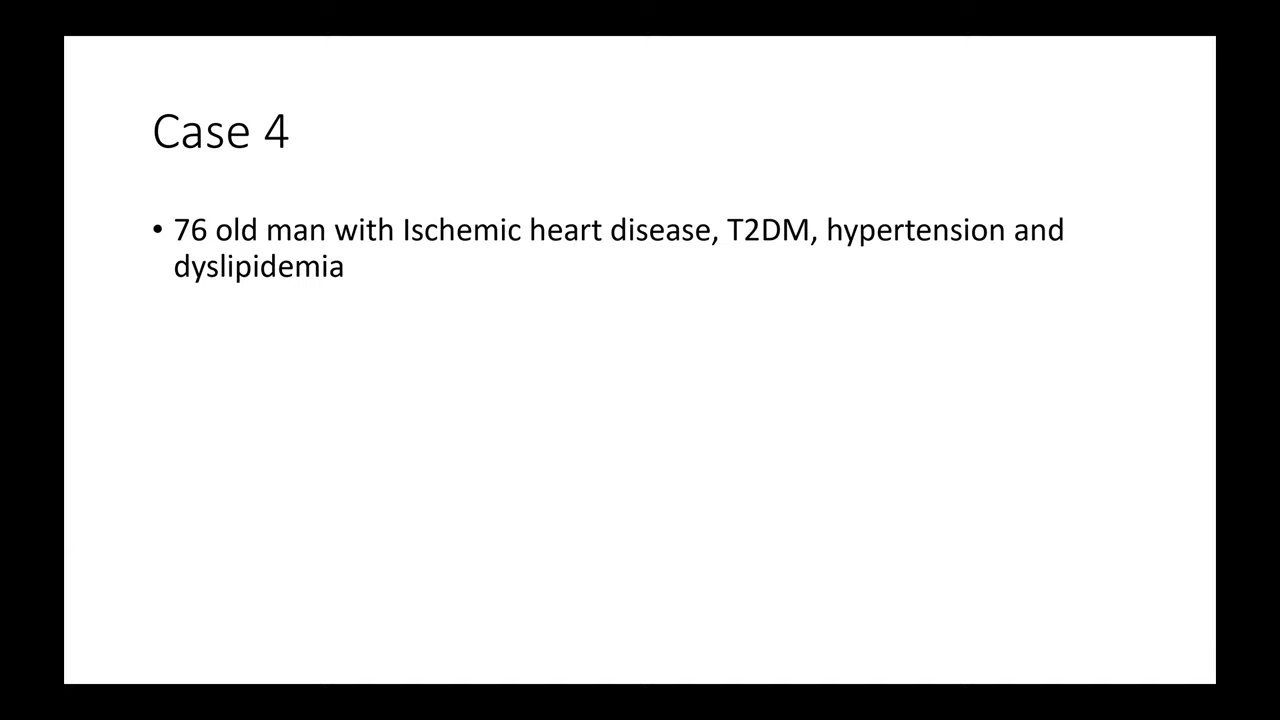 Case 4
• 76 old man with Ischemic heart disease, T2DM, hypertension and
dyslipidemia